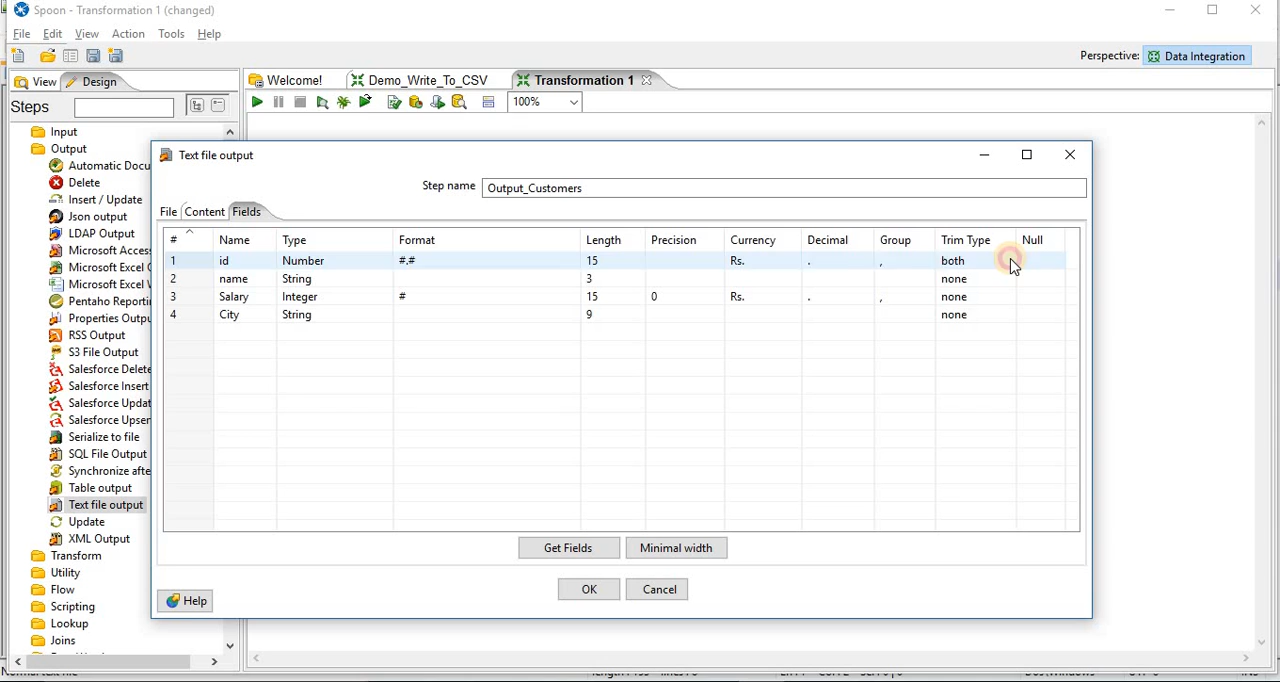 Spoon - Transformation 1 (changed)
File Edit View Action Tools Help
Perspective: Data Integration
View Design
Welcome! Demo_Write_To_CSV Transformation 1
Steps
100%
Input
Output
Automatic Docu
Delete
Insert / Update
Json output
LDAP Output
Microsoft Access
Microsoft Excel
Microsoft Excel
Pentaho Reporti
Properties Outpu
RSS Output
S3 File Output
Salesforce Delete
Salesforce Insert
Salesforce Updat
Salesforce Upser
Serialize to file
SQL File Output
Synchronize afte
Table output
Text file output
Update
XML Output
Transform
Utility
Flow
Scripting
Lookup
Joins
Text file output
Step name Output_Customers
File Content Fields
# Name Type Format Length Precision Currency Decimal Group Trim Type Null
1 id Number #.# 15 Rs. . , both
2 name String 3 none
3 Salary Integer # 15 0 Rs. . , none
4 City String 9 none
Get Fields Minimal width
OK Cancel
Help